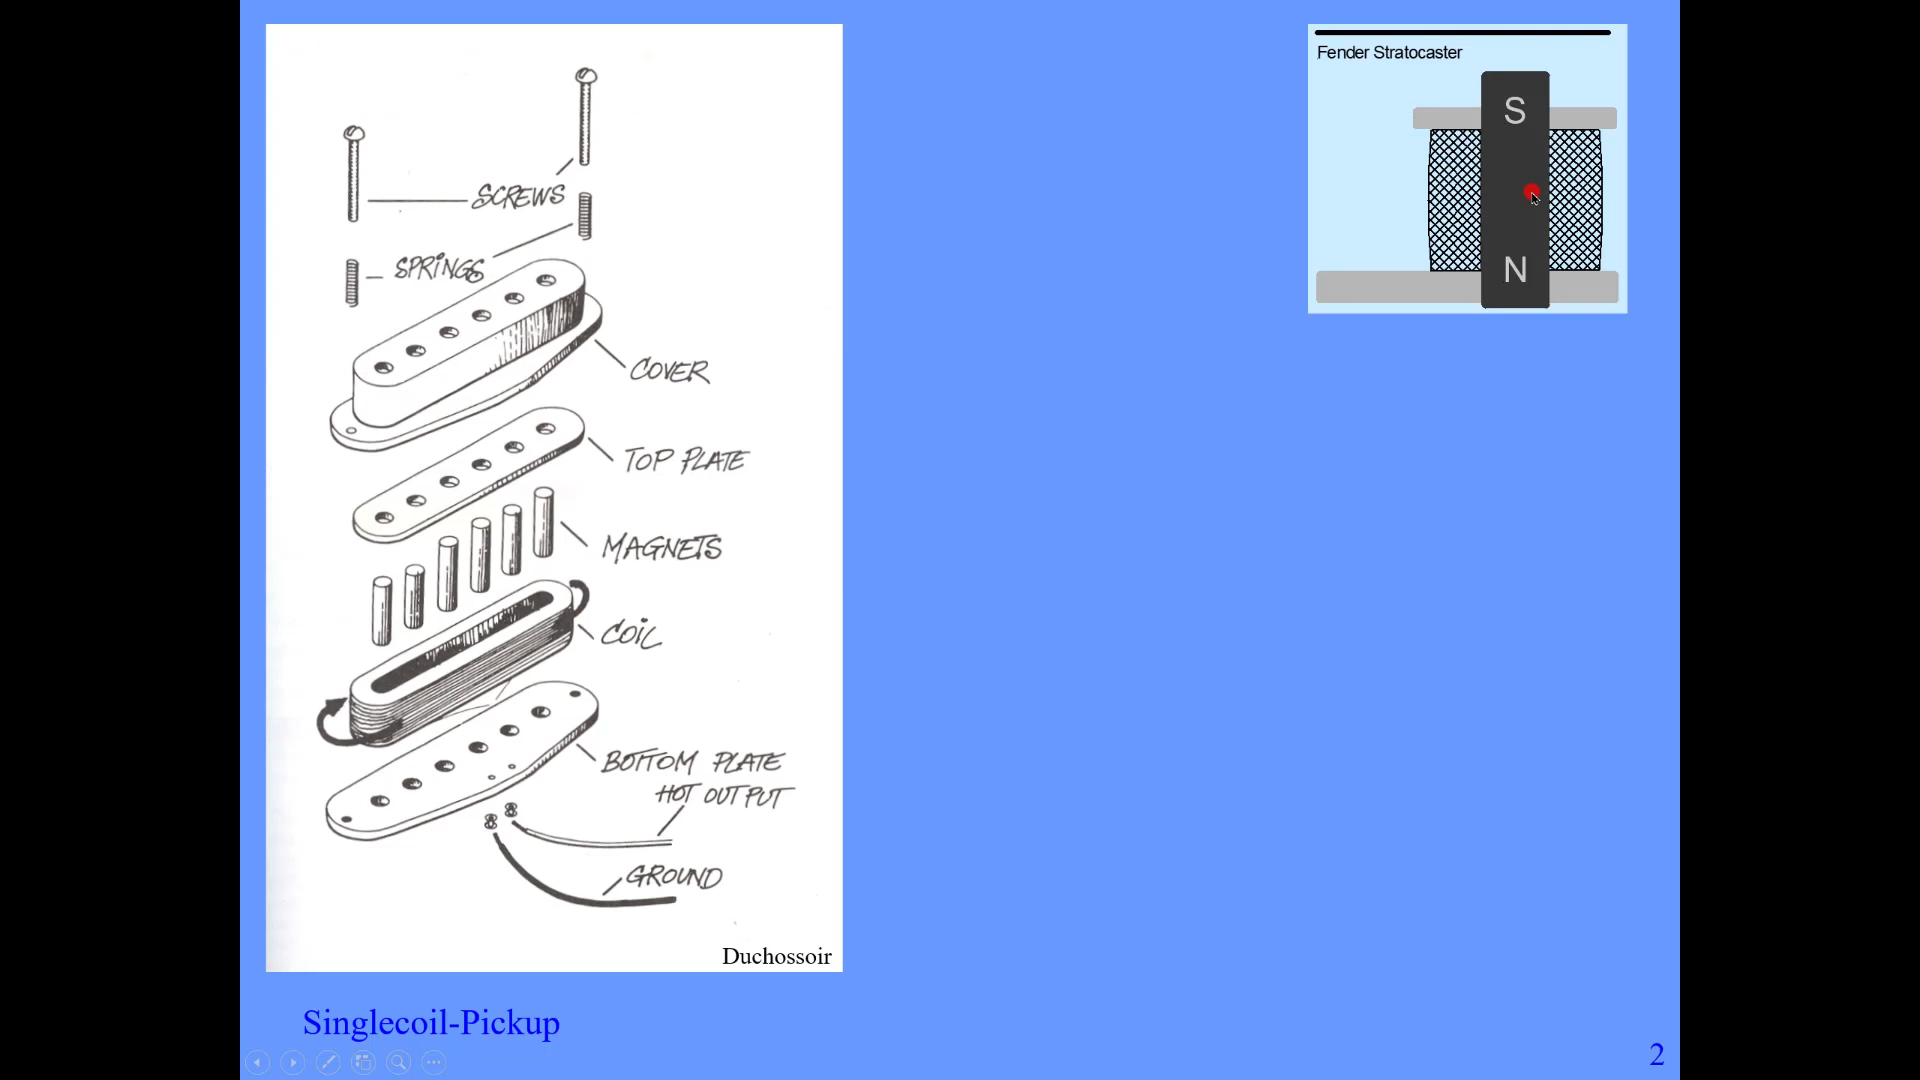 SCREWS
SPRINGS
COVER
TOP PLATE
MAGNETS
COIL
BOTTOM PLATE
HOT OUTPUT
GROUND
Duchossoir
Fender Stratocaster
S
N
Singlecoil-Pickup
2